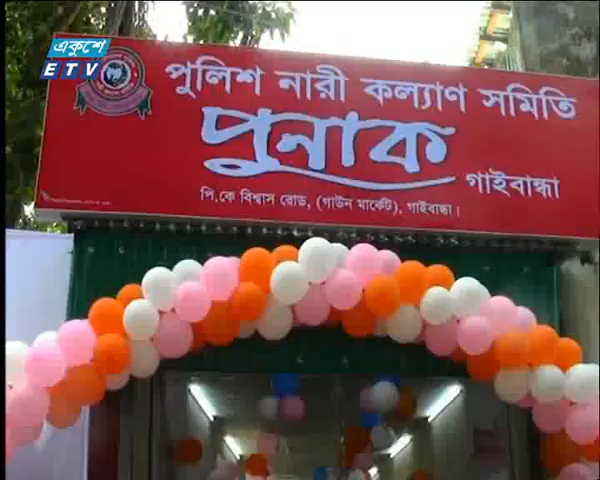 একুশে
ETV
পুলিশ নারী কল্যাণ সমিতি
পুনাক
গাইবান্ধা
পি.কে বিশ্বাস রোড, (গাউন মার্কেট), গাইবান্ধা।